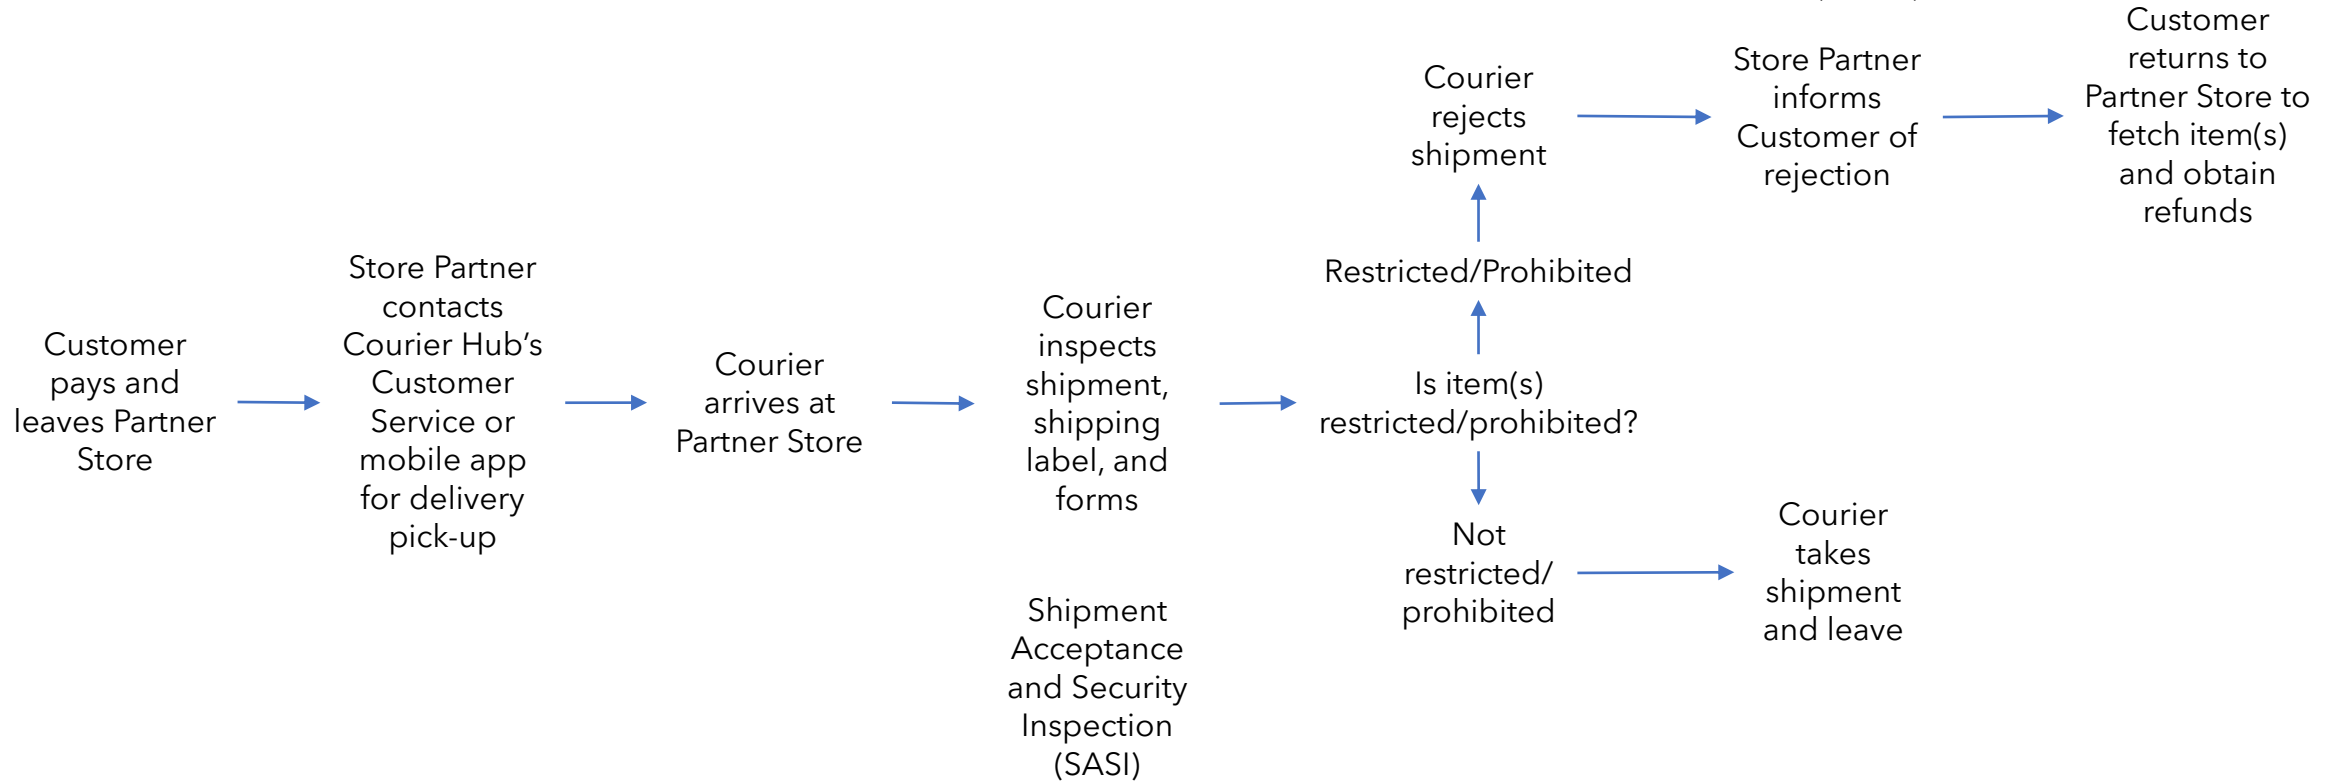 Customer
pays and
leaves Partner
Store
Store Partner
contacts
Courier Hub’s
Customer
Service or
mobile app
for delivery
pick-up
Courier
arrives at
Partner Store
Courier
inspects
shipment,
shipping
label, and
forms
Shipment
Acceptance
and Security
Inspection
(SASI)
Is item(s)
restricted/prohibited?
Restricted/Prohibited
Courier
rejects
shipment
Store Partner
informs
Customer of
rejection
Customer
returns to
Partner Store to
fetch item(s)
and obtain
refunds
Not
restricted/
prohibited
Courier
takes
shipment
and leave